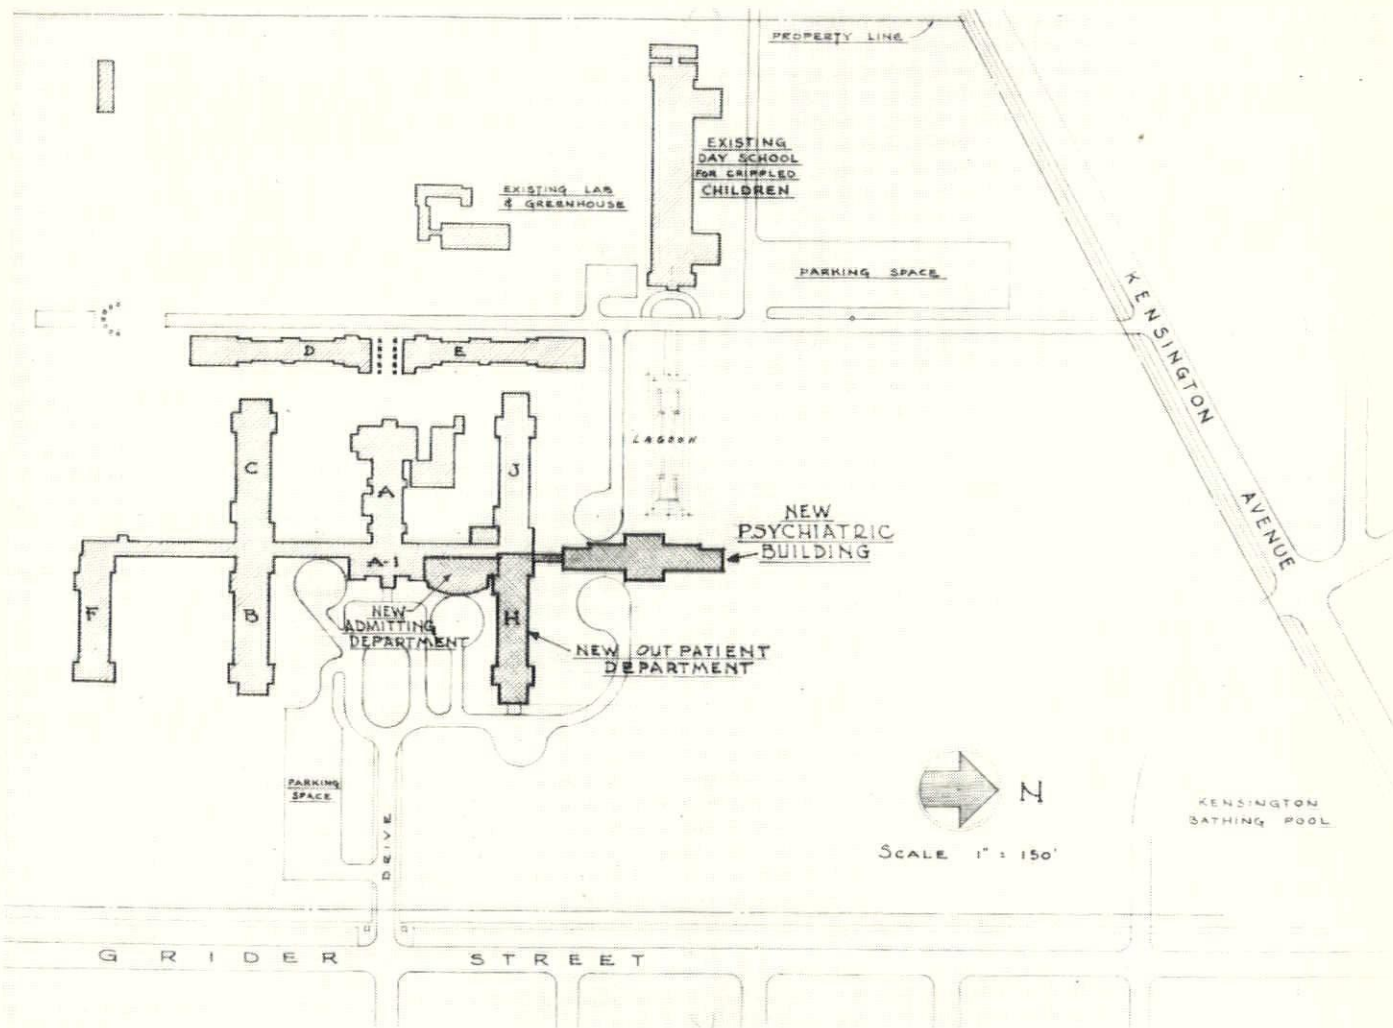 PROPERTY LINE
EXISTING
DAY SCHOOL
FOR CRIPPLED
CHILDREN
EXISTING LAB
& GREENHOUSE
PARKING SPACE
KENSINGTON
AVENUE
D
E
LAGOON
C
A
J
NEW
PSYCHIATRIC
BUILDING
A-1
F
B
H
NEW
ADMITTING
DEPARTMENT
NEW OUT PATIENT
DEPARTMENT
PARKING
SPACE
DRIVE
N
SCALE 1" = 150'
KENSINGTON
BATHING POOL
GRIDER STREET